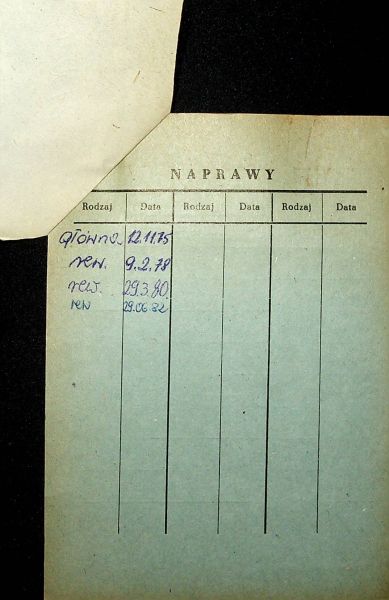 NAPRAWY
Rodzaj Data Rodzaj Data Rodzaj Data
główna 12.11.75
rew. 9.2.78
rew. 29.3.80.
rew 29.06.82